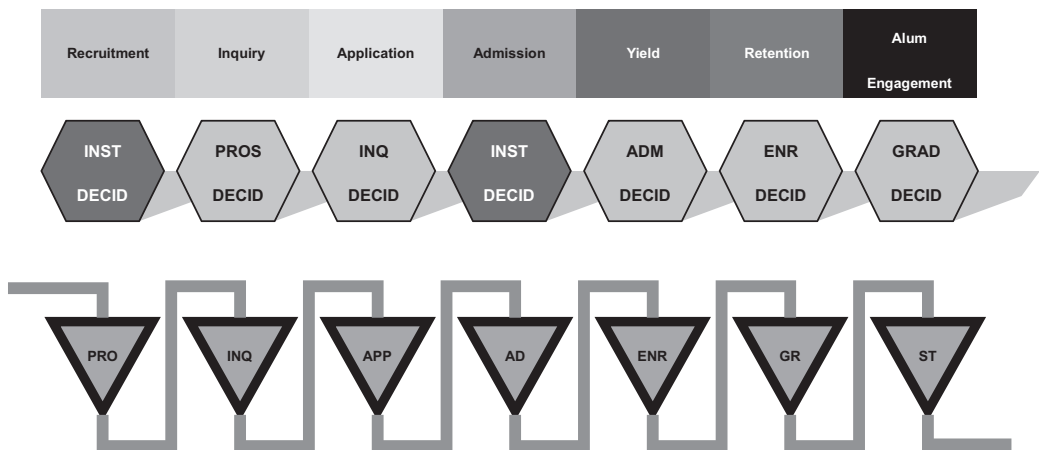 Recruitment Inquiry Application Admission Yield Retention Alum
Engagement
INST PROS INQ INST ADM ENR GRAD
DECID DECID DECID DECID DECID DECID DECID
PRO INQ APP AD ENR GR ST